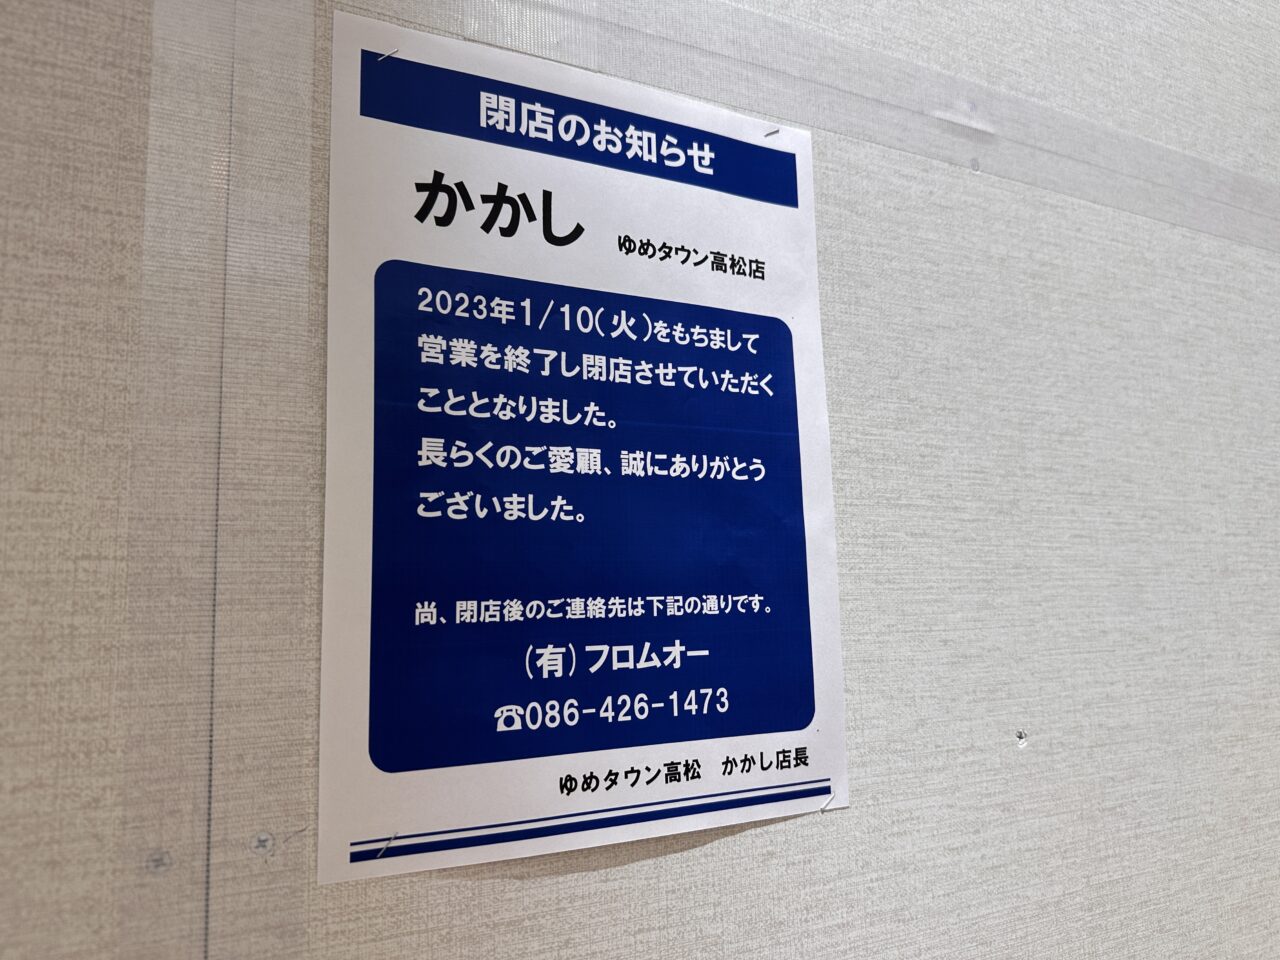 閉店のお知らせ
かかし ゆめタウン高松店
2023年1/10(火)をもちまして
営業を終了し閉店させていただく
こととなりました。
長らくのご愛顧、誠にありがとう
ございました。
尚、閉店後のご連絡先は下記の通りです。
(有)フロムオー
☎086-426-1473
ゆめタウン高松 かかし店長